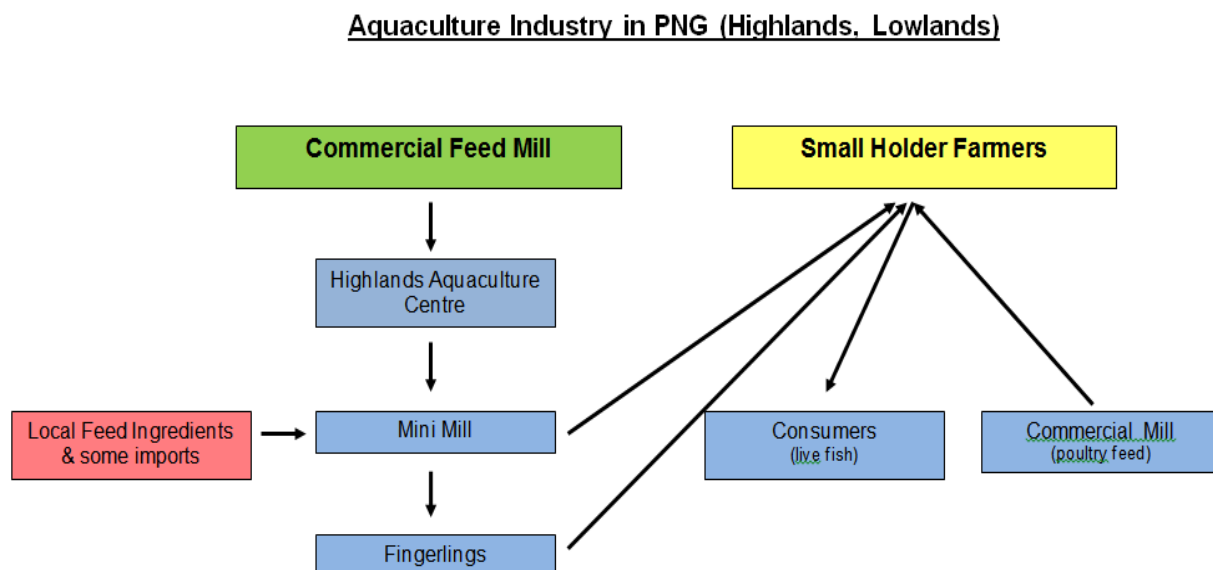 Aquaculture Industry in PNG (Highlands, Lowlands)
Commercial Feed Mill
Small Holder Farmers
Highlands Aquaculture
Centre
Local Feed Ingredients
& some imports
Mini Mill
Consumers
(live fish)
Commercial Mill
(poultry feed)
Fingerlings